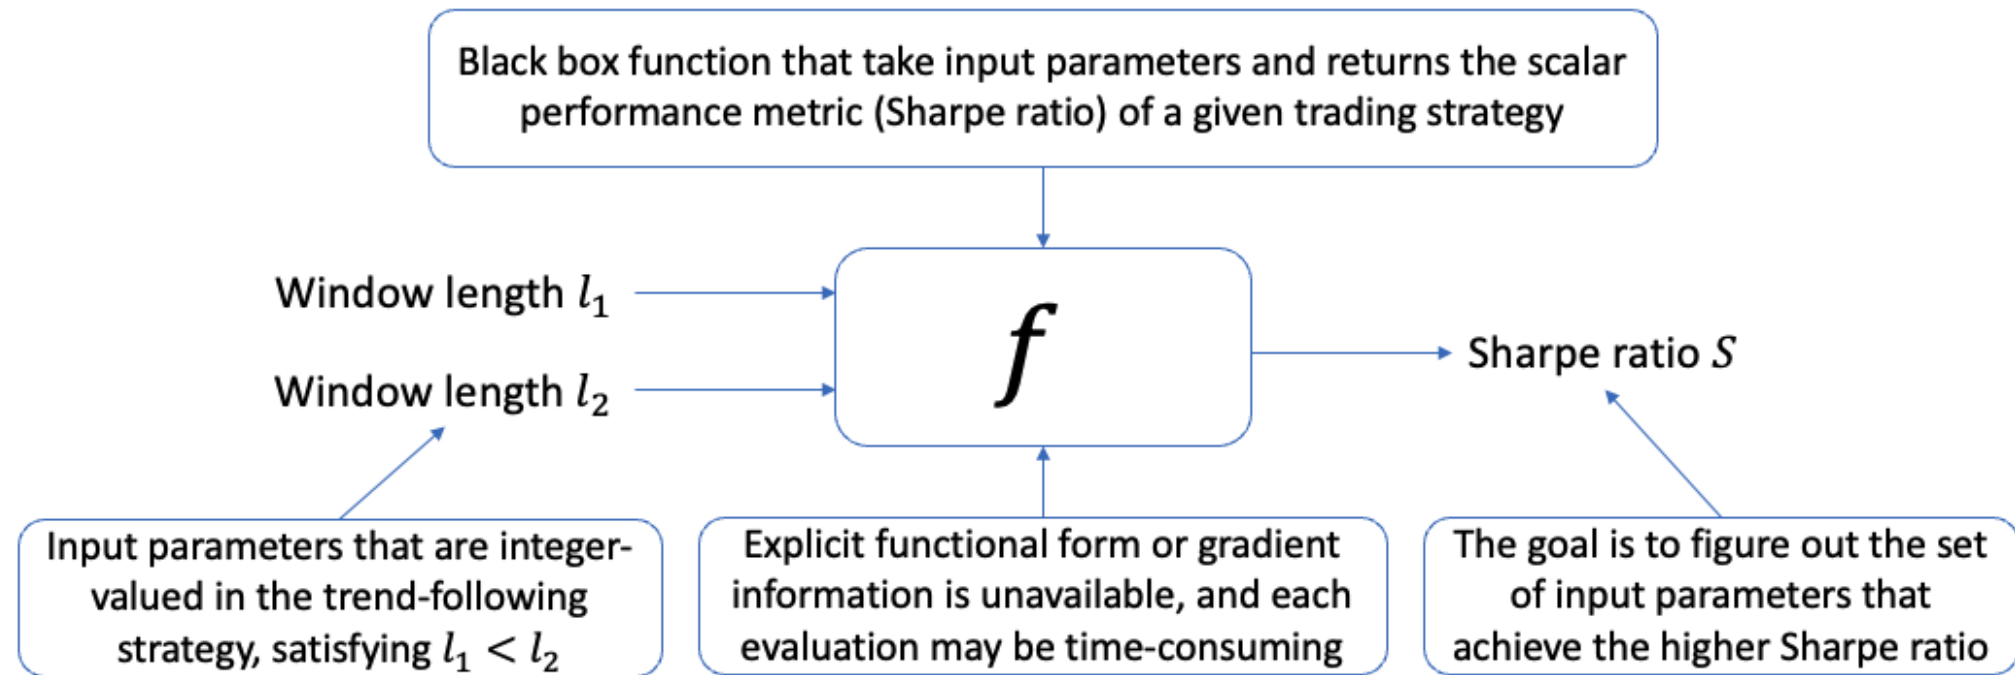 Black box function that take input parameters and returns the scalar
performance metric (Sharpe ratio) of a given trading strategy
Window length l₁
Window length l₂
f
Sharpe ratio S
Input parameters that are integer-
valued in the trend-following
strategy, satisfying l₁ < l₂
Explicit functional form or gradient
information is unavailable, and each
evaluation may be time-consuming
The goal is to figure out the set
of input parameters that
achieve the higher Sharpe ratio